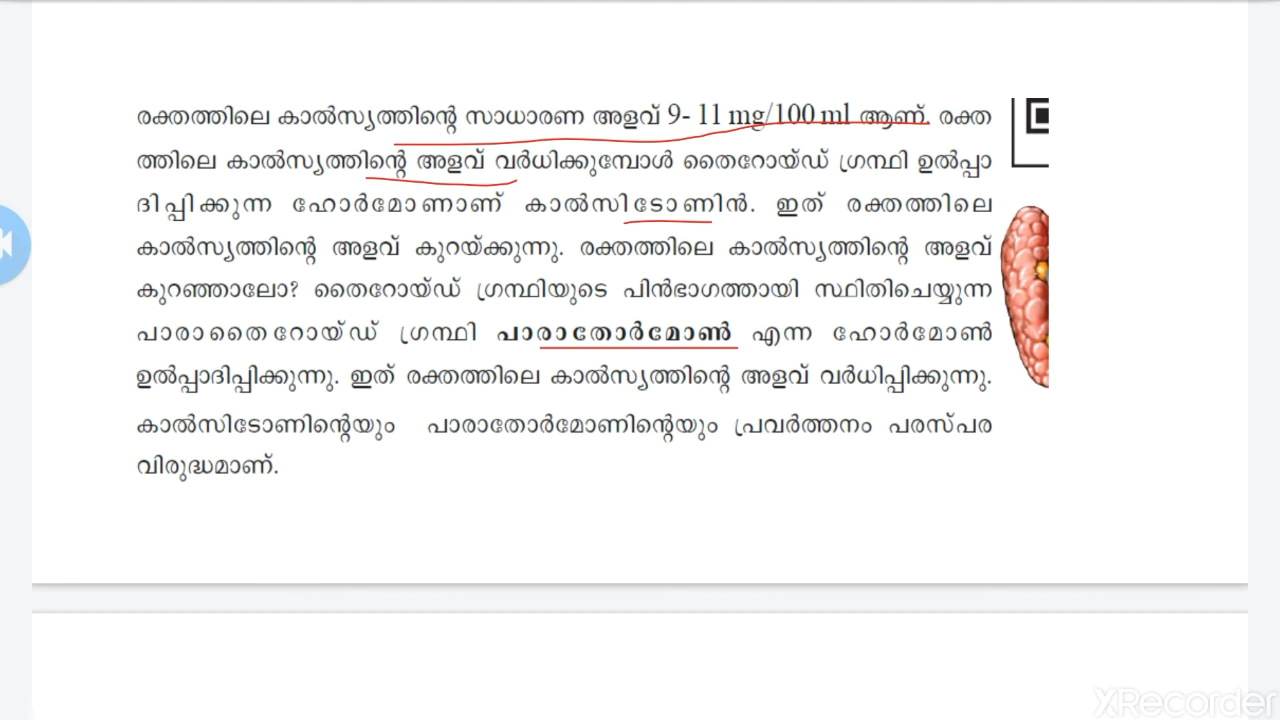 രക്തത്തിലെ കാൽസ്യത്തിന്റെ സാധാരണ അളവ് 9- 11 mg/100 ml ആണ്. രക്ത
ത്തിലെ കാൽസ്യത്തിന്റെ അളവ് വർധിക്കുമ്പോൾ തൈറോയ്ഡ് ഗ്രന്ഥി ഉൽപ്പാ
ദിപ്പിക്കുന്ന ഹോർമോണാണ് കാൽസിടോണിൻ. ഇത് രക്തത്തിലെ
കാൽസ്യത്തിന്റെ അളവ് കുറയ്ക്കുന്നു. രക്തത്തിലെ കാൽസ്യത്തിന്റെ അളവ്
കുറഞ്ഞാലോ? തൈറോയ്ഡ് ഗ്രന്ഥിയുടെ പിൻഭാഗത്തായി സ്ഥിതിചെയ്യുന്ന
പാരാതൈറോയ്ഡ് ഗ്രന്ഥി പാരാതോർമോൺ എന്ന ഹോർമോൺ
ഉൽപ്പാദിപ്പിക്കുന്നു. ഇത് രക്തത്തിലെ കാൽസ്യത്തിന്റെ അളവ് വർധിപ്പിക്കുന്നു.
കാൽസിടോണിന്റെയും പാരാതോർമോണിന്റെയും പ്രവർത്തനം പരസ്പര
വിരുദ്ധമാണ്.
XRecorder